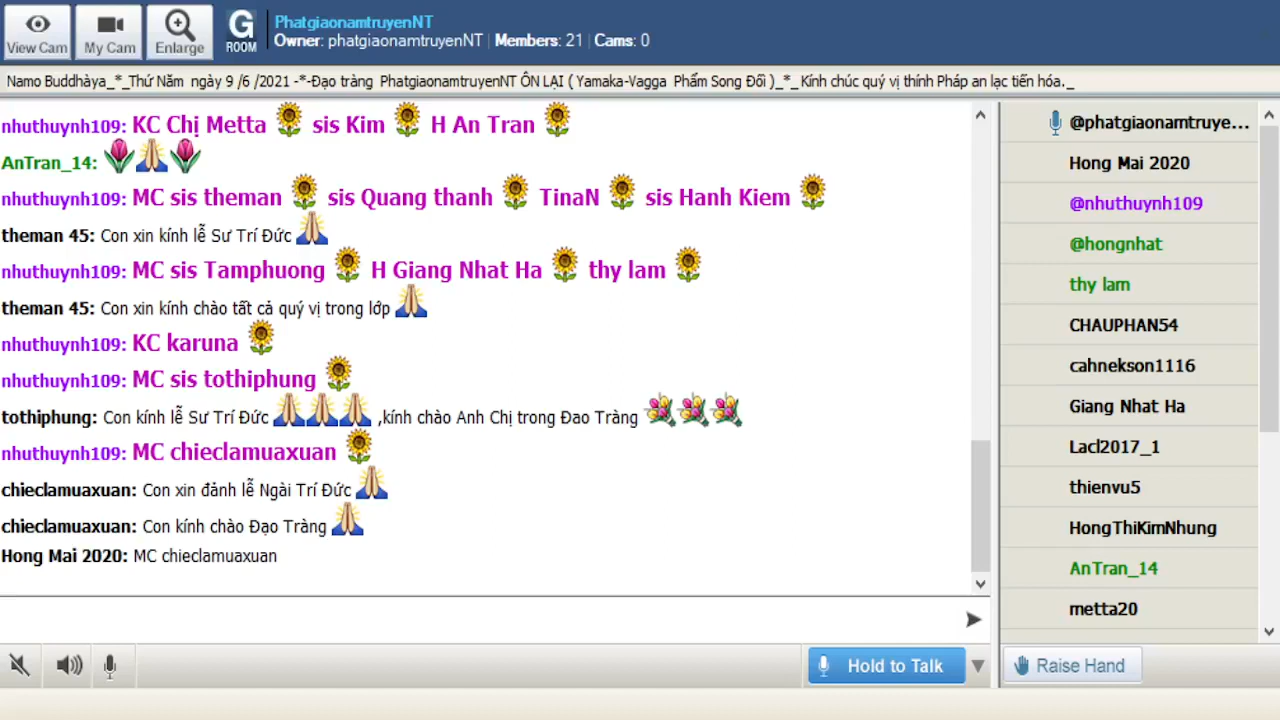 View Cam
My Cam
Enlarge
G
ROOM
PhatgiaonamtruyenNT
Owner: phatgiaonamtruyenNT | Members: 21 | Cams: 0
Namo Buddhàya_*_Thứ Năm ngày 9 /6 /2021 -*-Đạo tràng PhatgiaonamtruyenNT ÔN LẠI ( Yamaka-Vagga Phẩm Song Đối )_*_ Kính chúc quý vị thính Pháp an lạc tiến hóa._
nhuthuynh109: KC Chị Metta sis Kim H An Tran
AnTran_14:
nhuthuynh109: MC sis theman sis Quang thanh TinaN sis Hanh Kiem
theman 45: Con xin kính lễ Sư Trí Đức
nhuthuynh109: MC sis Tamphuong H Giang Nhat Ha thy lam
theman 45: Con xin kính chào tất cả quý vị trong lớp
nhuthuynh109: KC karuna
nhuthuynh109: MC sis tothiphung
tothiphung: Con kính lễ Sư Trí Đức ,kính chào Anh Chị trong Đao Tràng
nhuthuynh109: MC chieclamuaxuan
chieclamuaxuan: Con xin đảnh lễ Ngài Trí Đức
chieclamuaxuan: Con kính chào Đạo Tràng
Hong Mai 2020: MC chieclamuaxuan
@phatgiaonamtruye...
Hong Mai 2020
@nhuthuynh109
@hongnhat
thy lam
CHAUPHAN54
cahnekson1116
Giang Nhat Ha
Lacl2017_1
thienvu5
HongThiKimNhung
AnTran_14
metta20
Hold to Talk
Raise Hand